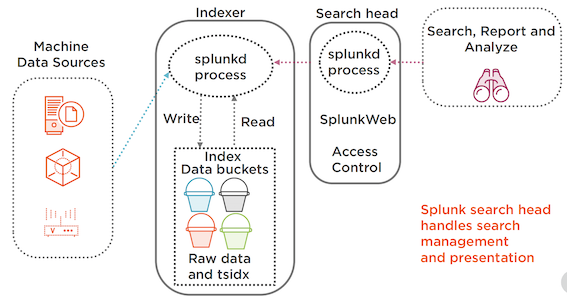 Machine
Data Sources
Indexer
splunkd
process
Write
Read
Index
Data buckets
Raw data
and tsidx
Search head
splunkd
process
SplunkWeb
Access
Control
Search, Report and
Analyze
Splunk search head
handles search
management
and presentation